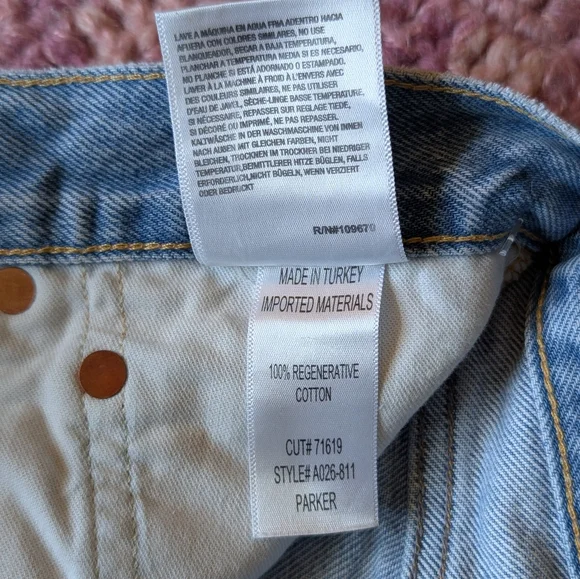 LAVE A MÁQUINA EN AGUA FRIA ADENTRO HACIA
AFUERA CON COLORES SIMILARES, NO USE
BLANQUEADOR, SECAR A BAJA TEMPERATURA,
PLANCHAR A TEMPERATURA MEDIA SI ES NECESARIO,
NO PLANCHE SI ESTÁ ADORNADO O ESTAMPADO
LAVER À LA MACHINE À FROID À L'ENVERS AVEC
DES COULEURS SIMILAIRES, NE PAS UTILISER
D'EAU DE JAVEL, SÈCHE-LINGE BASSE TEMPERATURE,
SI NÉCESSAIRE, REPASSER SUR REGLAGE TIEDE,
SI DÉCORÉ OU IMPRIMÉ, NE PAS REPASSER.
KALTWÄSCHE IN DER WASCHMASCHINE VON INNEN
NACH AUßEN MIT GLEICHEN FARBEN, NICHT
BLEICHEN, TROCKNEN IM TROCKNER BEI NIEDRIGER
TEMPERATUR,BEIMITTLERER HITZE BÜGLEN, FALLS
ERFORDERLICH,NICHT BÜGELN, WENN VERZIERT
ODER BEDRUCKT
R/N#109670
MADE IN TURKEY
IMPORTED MATERIALS
100% REGENERATIVE
COTTON
CUT# 71619
STYLE# A026-811
PARKER